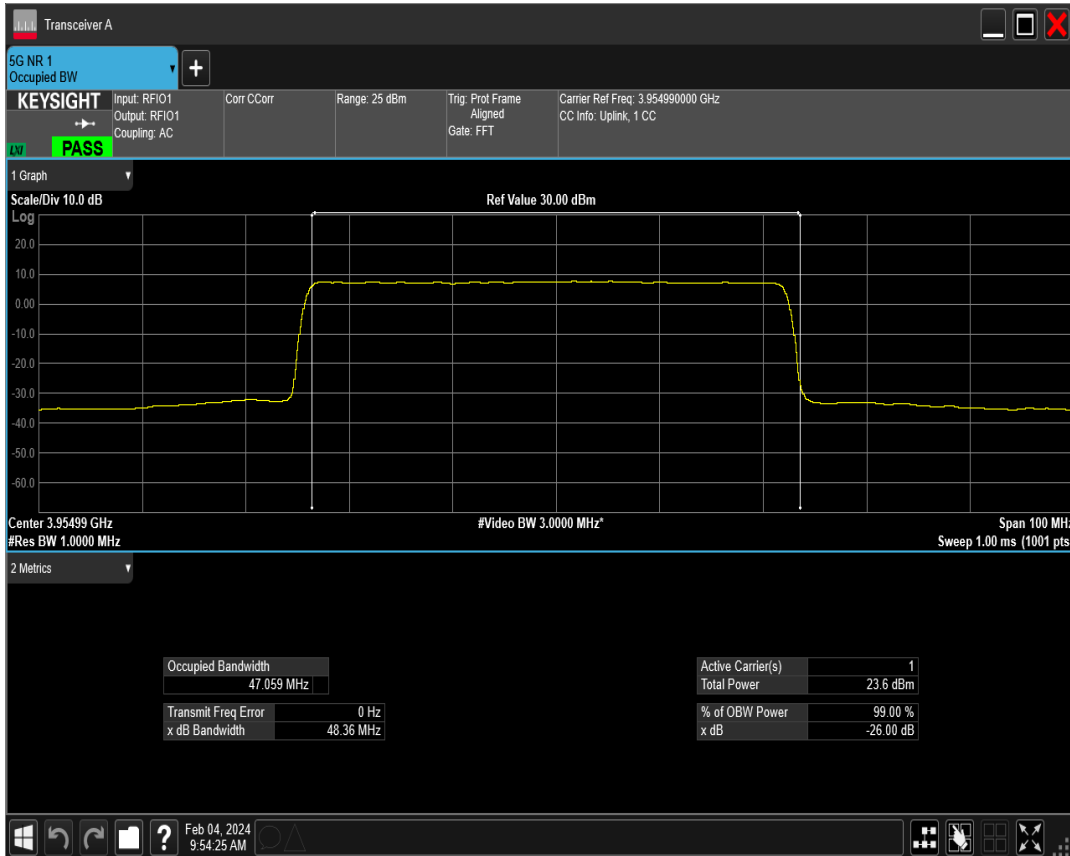 Transceiver A
5G NR 1
Occupied BW
KEYSIGHT
LXI
PASS
Input: RFIO1
Output: RFIO1
Coupling: AC
Corr CCorr
Range: 25 dBm
Trig: Prot Frame
Aligned
Gate: FFT
Carrier Ref Freq: 3.954990000 GHz
CC Info: Uplink, 1 CC
1 Graph
Scale/Div 10.0 dB
Ref Value 30.00 dBm
Log
20.0
10.0
0.00
-10.0
-20.0
-30.0
-40.0
-50.0
-60.0
Center 3.95499 GHz
#Video BW 3.0000 MHz*
Span 100 MHz
#Res BW 1.0000 MHz
Sweep 1.00 ms (1001 pts
2 Metrics
Occupied Bandwidth
47.059 MHz
Transmit Freq Error 0 Hz
x dB Bandwidth 48.36 MHz
Active Carrier(s) 1
Total Power 23.6 dBm
% of OBW Power 99.00 %
x dB -26.00 dB
?
Feb 04, 2024
9:54:25 AM